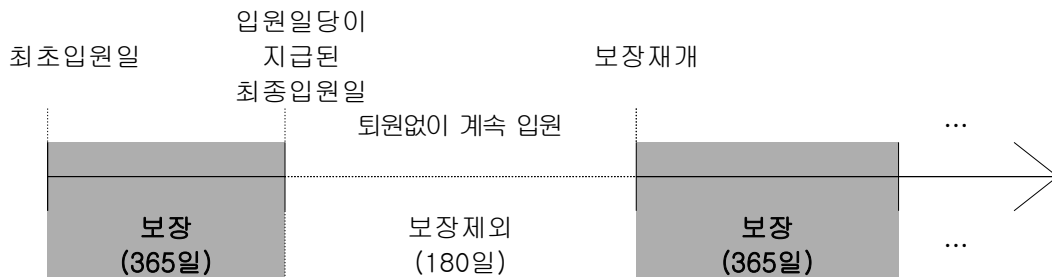 최초입원일
입원일당이
지급된
최종입원일
보장재개
퇴원없이 계속 입원
...
보장
(365일)
보장제외
(180일)
보장
(365일)
...